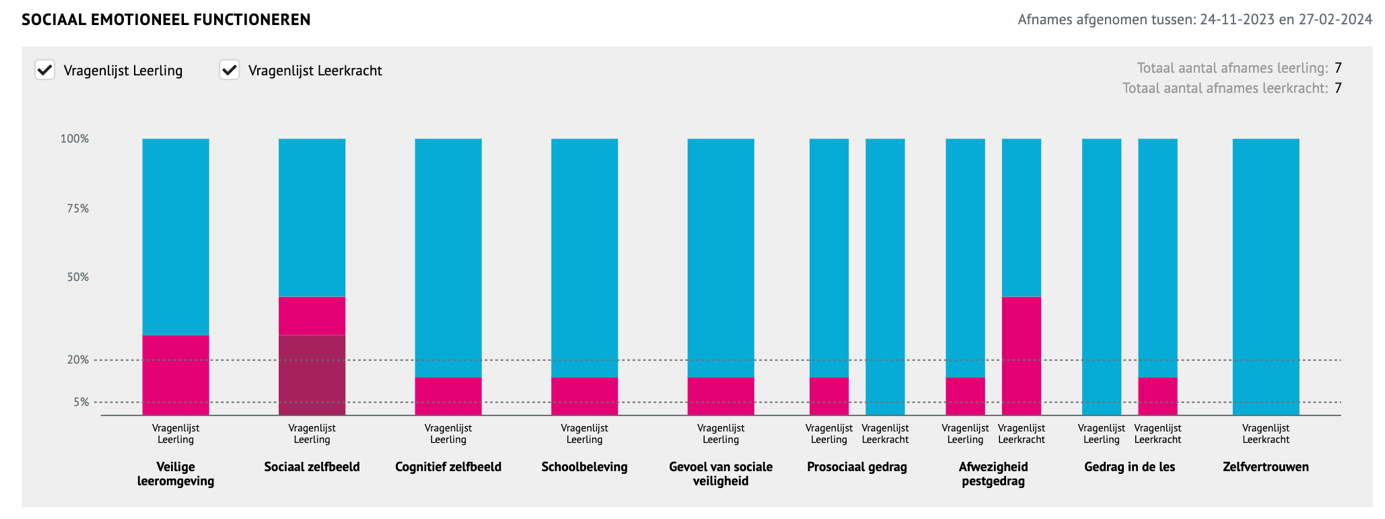 SOCIAAL EMOTIONEEL FUNCTIONEREN
Afnames afgenomen tussen: 24-11-2023 en 27-02-2024
Vragenlijst Leerling
Vragenlijst Leerkracht
Totaal aantal afnames leerling: 7
Totaal aantal afnames leerkracht: 7
100%
75%
50%
20%
5%
Vragenlijst
Leerling
Veilige
leeromgeving
Vragenlijst
Leerling
Sociaal zelfbeeld
Vragenlijst
Leerling
Cognitief zelfbeeld
Vragenlijst
Leerling
Schoolbeleving
Vragenlijst
Leerling
Gevoel van sociale
veiligheid
Vragenlijst
Leerling
Vragenlijst
Leerkracht
Prosociaal gedrag
Vragenlijst
Leerling
Vragenlijst
Leerkracht
Afwezigheid
pestgedrag
Vragenlijst
Leerling
Vragenlijst
Leerkracht
Gedrag in de les
Vragenlijst
Leerkracht
Zelfvertrouwen